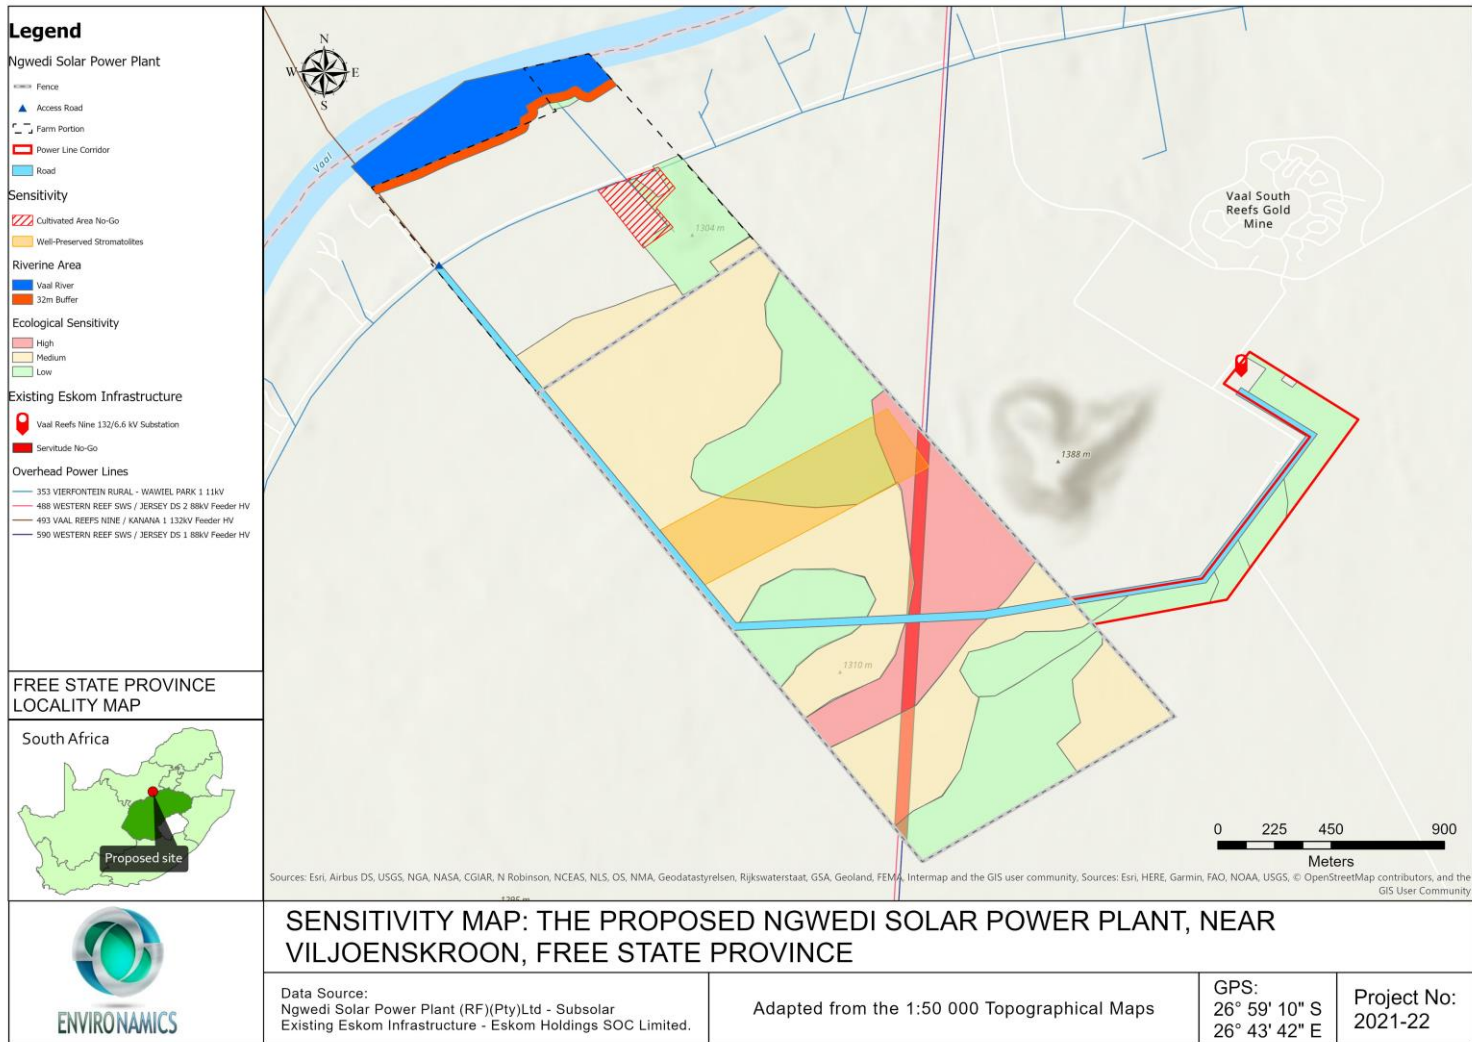 Legend
Ngwedi Solar Power Plant
Fence
Access Road
Farm Portion
Power Line Corridor
Road
Sensitivity
Cultivated Area No-Go
Well-Preserved Stromatolites
Riverine Area
Vaal River
32m Buffer
Ecological Sensitivity
High
Medium
Low
Existing Eskom Infrastructure
Vaal Reefs Nine 132/6.6 kV Substation
Servitude No-Go
Overhead Power Lines
353 VIERFONTEIN RURAL - WAWIEL PARK 1 11kV
488 WESTERN REEF SWS / JERSEY DS 2 88kV Feeder HV
493 VAAL REEFS NINE / KANANA 1 132kV Feeder HV
590 WESTERN REEF SWS / JERSEY DS 1 88kV Feeder HV
FREE STATE PROVINCE
LOCALITY MAP
South Africa
Proposed site
N
W
E
S
Vaal
1304 m
Vaal South
Reefs Gold
Mine
1388 m
1310 m
0 225 450 900
Meters
Sources: Esri, Airbus DS, USGS, NGA, NASA, CGIAR, N Robinson, NCEAS, NLS, OS, NMA, Geodatastyrelsen, Rijkswaterstaat, GSA, Geoland, FEMA, Intermap and the GIS user community, Sources: Esri, HERE, Garmin, FAO, NOAA, USGS, © OpenStreetMap contributors, and the
GIS User Community
ENVIRONAMICS
SENSITIVITY MAP: THE PROPOSED NGWEDI SOLAR POWER PLANT, NEAR
VILJOENSKROON, FREE STATE PROVINCE
Data Source:
Ngwedi Solar Power Plant (RF)(Pty)Ltd - Subsolar
Existing Eskom Infrastructure - Eskom Holdings SOC Limited.
Adapted from the 1:50 000 Topographical Maps
GPS:
26° 59' 10" S
26° 43' 42" E
Project No:
2021-22